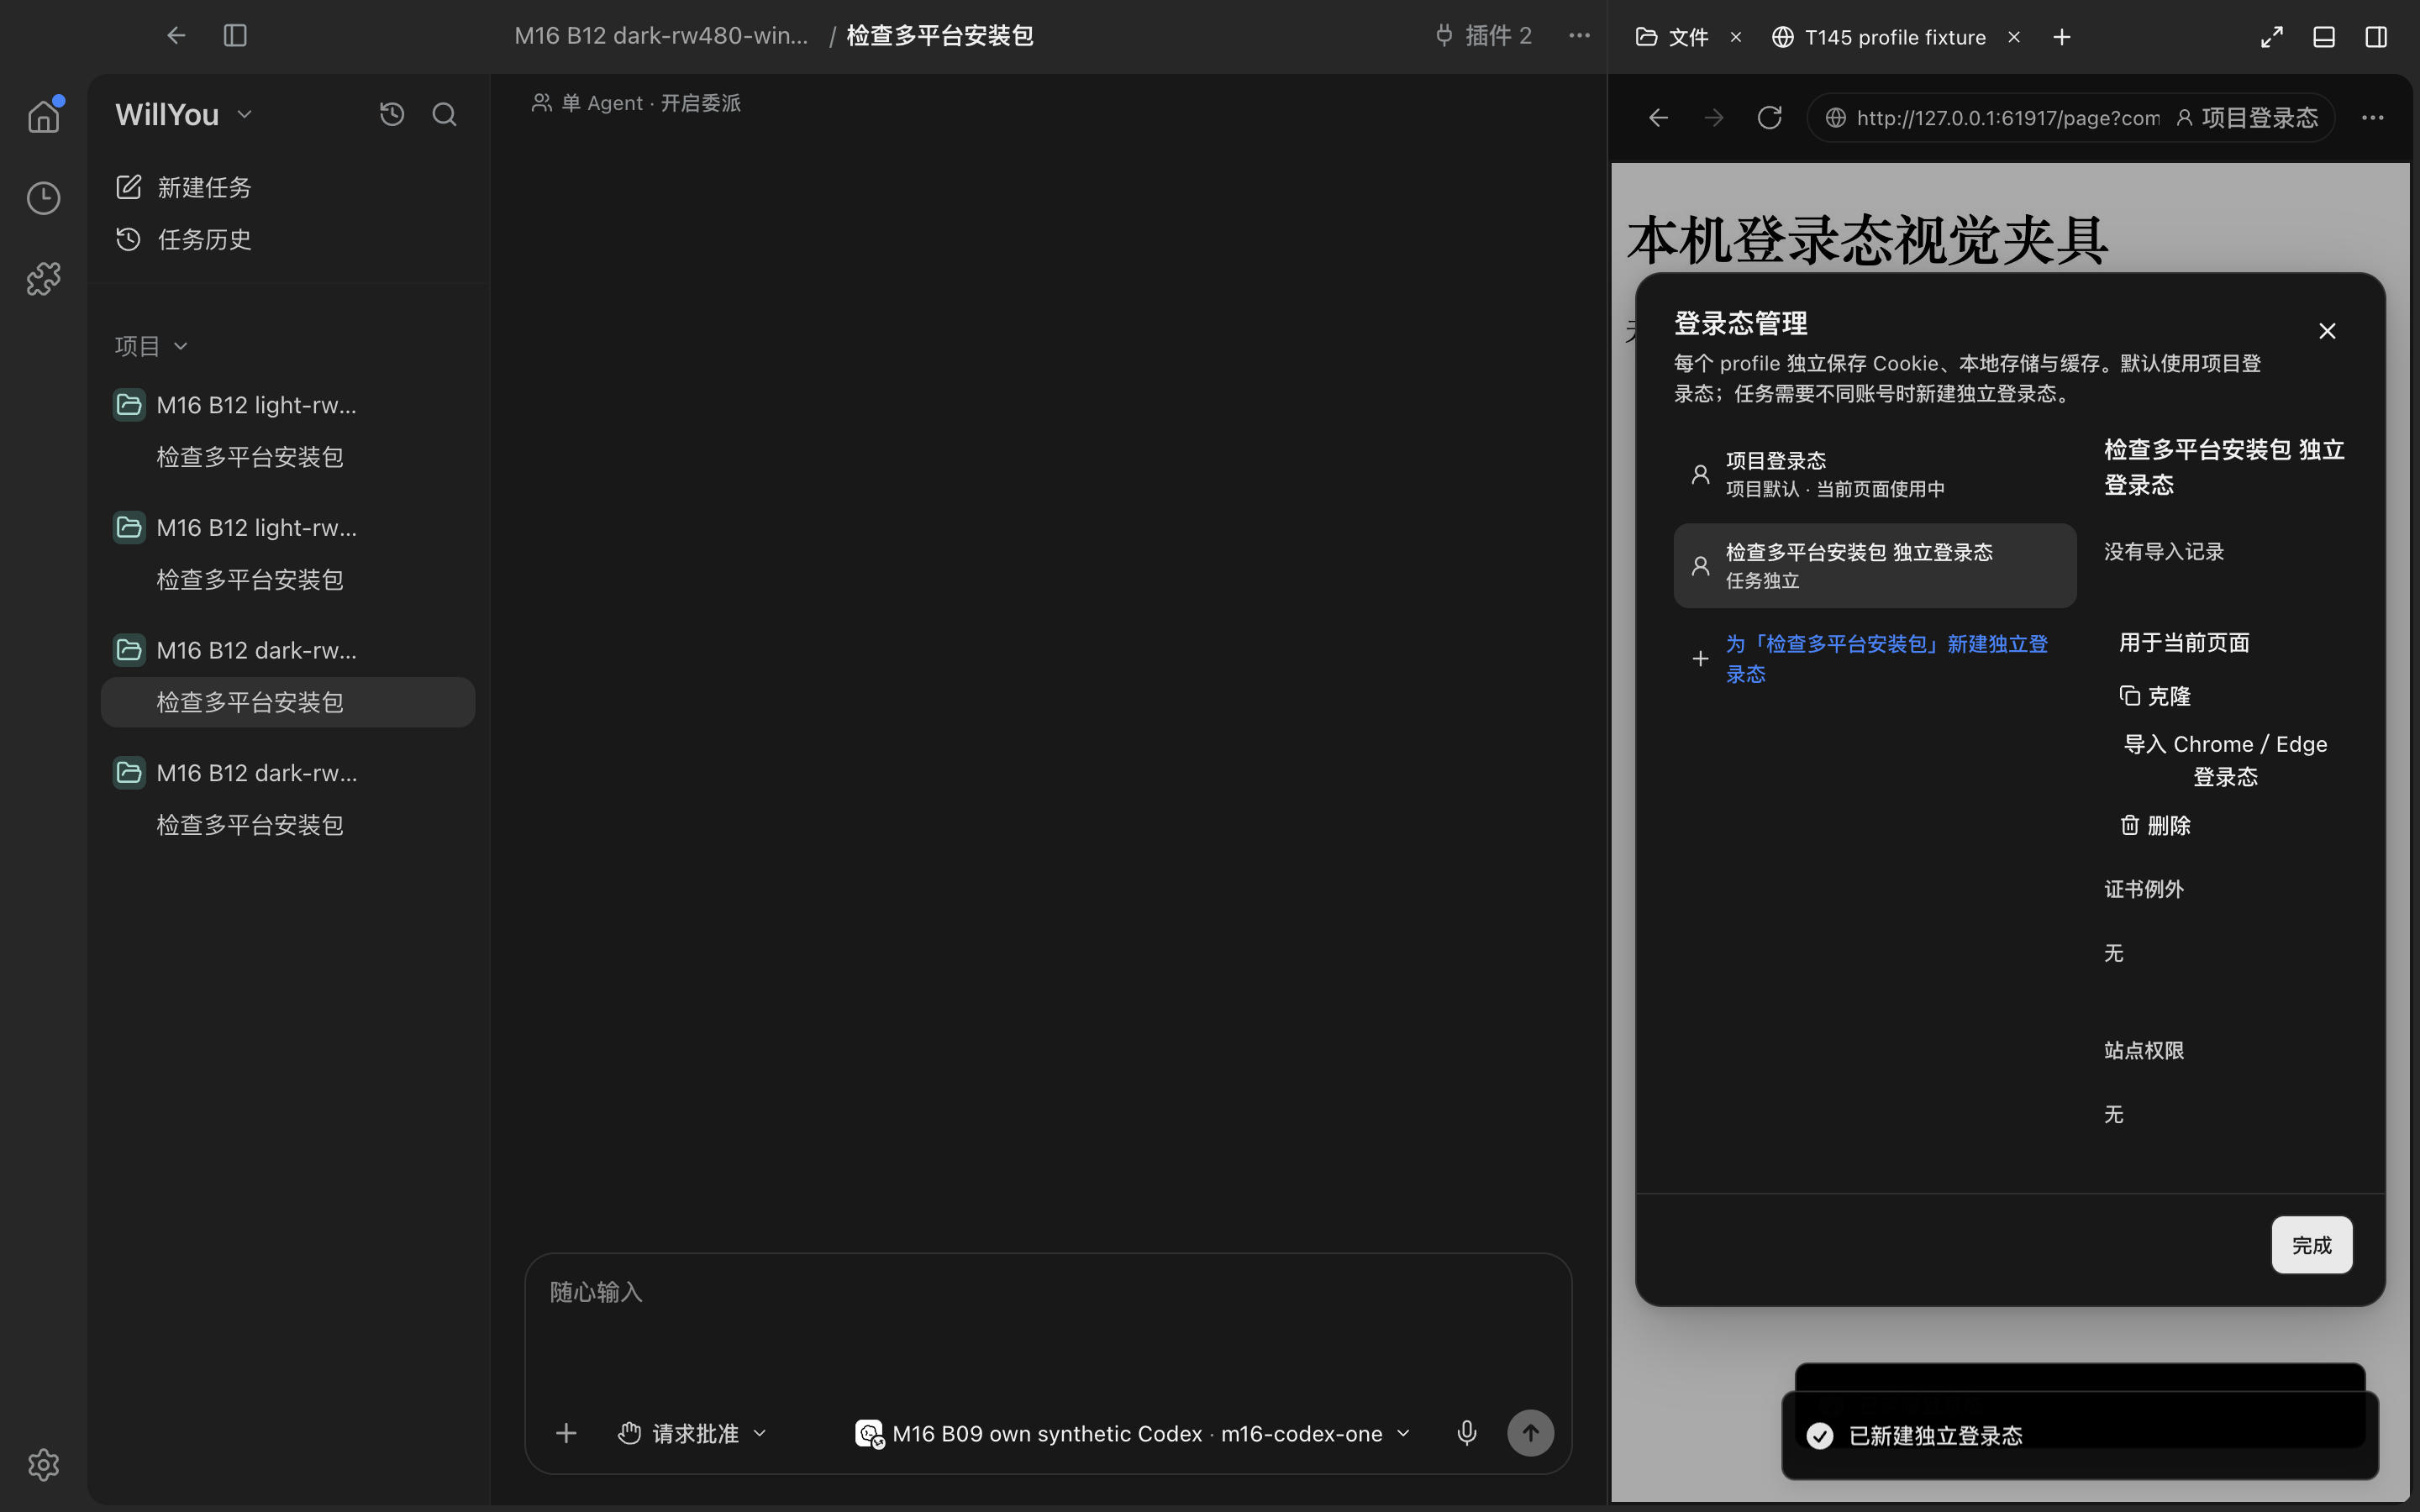 M16 B12 dark-rw480-win... / 检查多平台安装包
插件 2
文件
T145 profile fixture
WillYou
新建任务
任务历史
项目
M16 B12 light-rw...
检查多平台安装包
M16 B12 light-rw...
检查多平台安装包
M16 B12 dark-rw...
检查多平台安装包
M16 B12 dark-rw...
检查多平台安装包
单 Agent · 开启委派
随心输入
请求批准
M16 B09 own synthetic Codex · m16-codex-one
http://127.0.0.1:61917/page?com
项目登录态
本机登录态视觉夹具
登录态管理
每个 profile 独立保存 Cookie、本地存储与缓存。默认使用项目登
录态；任务需要不同账号时新建独立登录态。
项目登录态
项目默认 · 当前页面使用中
检查多平台安装包 独立登录态
任务独立
为「检查多平台安装包」新建独立登
录态
检查多平台安装包 独立
登录态
没有导入记录
用于当前页面
克隆
导入 Chrome / Edge
登录态
删除
证书例外
无
站点权限
无
完成
已新建独立登录态